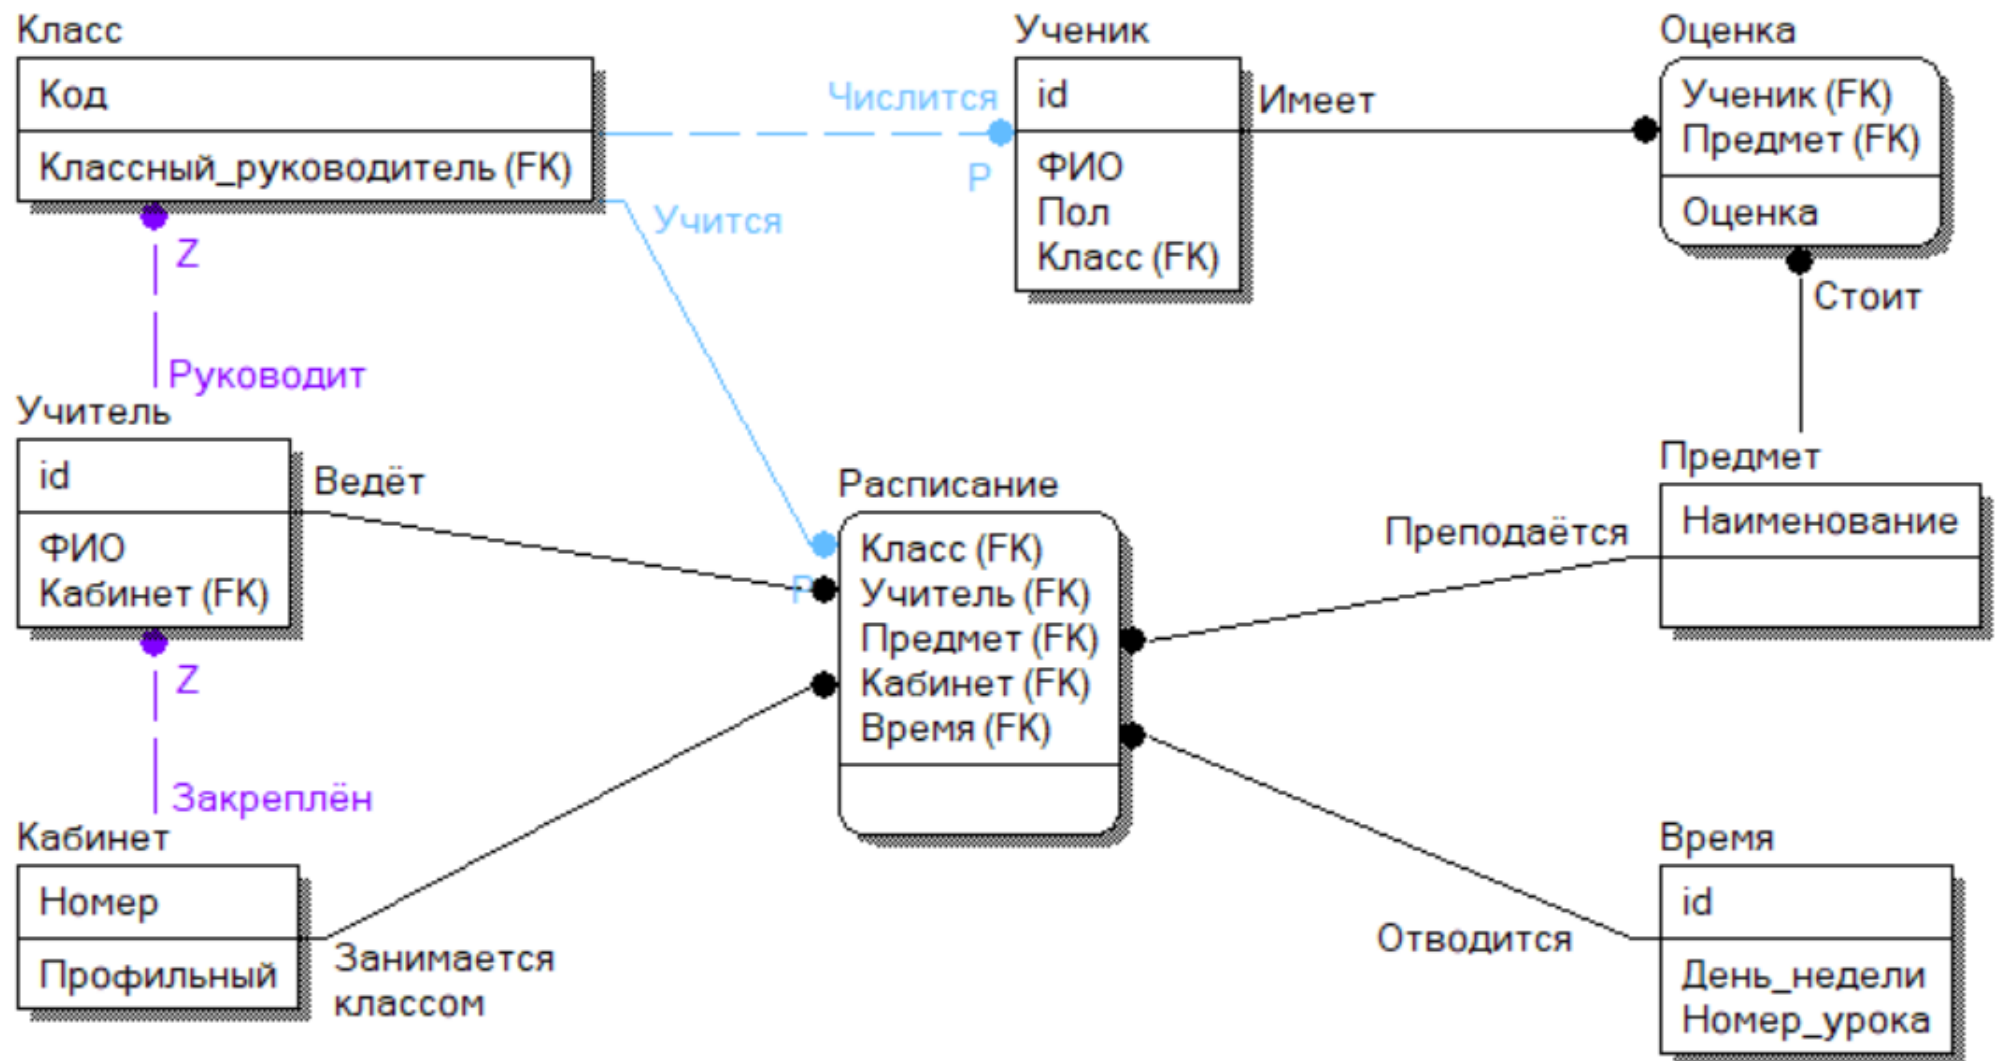 Класс
Код
Классный_руководитель (FK)
Числится
P
Учится
Ученик
id
ФИО
Пол
Класс (FK)
Имеет
Оценка
Ученик (FK)
Предмет (FK)
Оценка
Стоит
Z
Руководит
Учитель
id
ФИО
Кабинет (FK)
Ведёт
P
Расписание
Класс (FK)
Учитель (FK)
Предмет (FK)
Кабинет (FK)
Время (FK)
Преподаётся
Предмет
Наименование
Z
Закреплён
Кабинет
Номер
Профильный
Занимается
классом
Отводится
Время
id
День_недели
Номер_урока